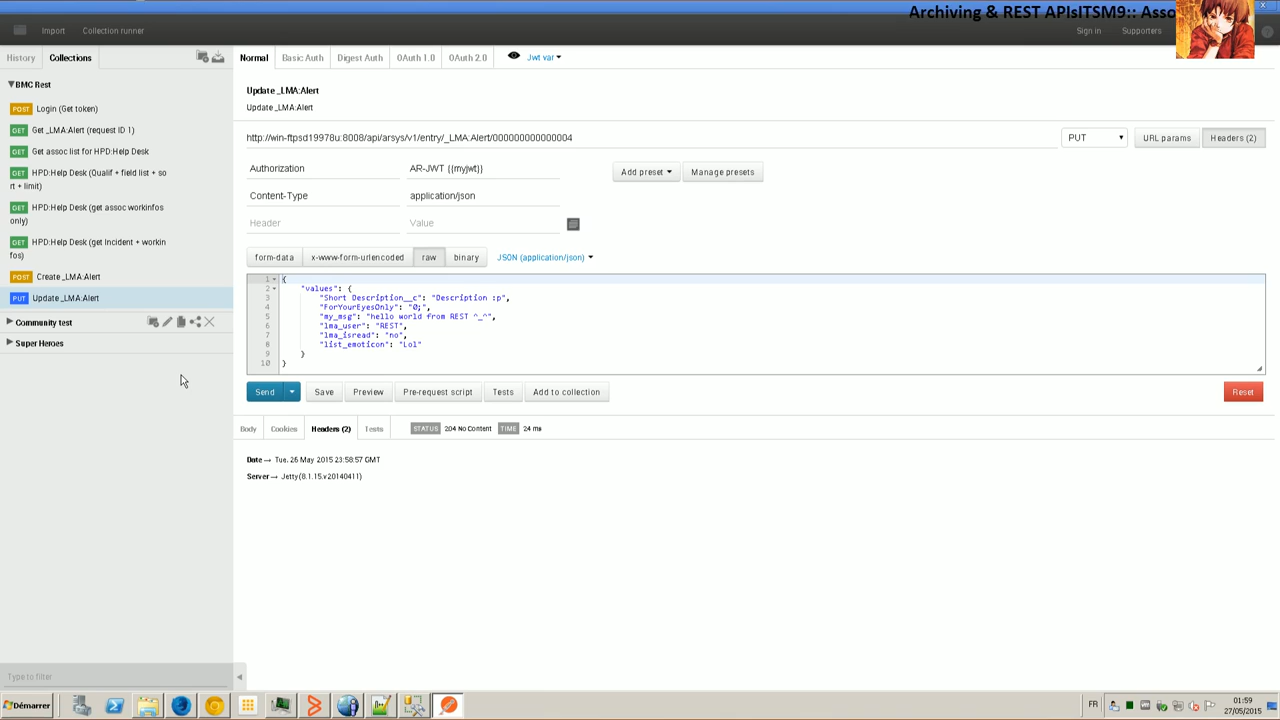 Archiving & REST APIsITSM9:: Asso
Import
Collection runner
Sign in
Supporters
History
Collections
Normal
Basic Auth
Digest Auth
OAuth 1.0
OAuth 2.0
Jwt var
BMC Rest
POST Login (Get token)
GET Get _LMA:Alert (request ID 1)
GET Get assoc list for HPD:Help Desk
GET HPD:Help Desk (Qualif + field list + so
rt + limit)
GET HPD:Help Desk (get assoc workinfos
only)
GET HPD:Help Desk (get Incident + workin
fos)
POST Create _LMA:Alert
PUT Update _LMA:Alert
Community test
Super Heroes
Type to filter
Update _LMA:Alert
Update _LMA:Alert
http://win-ftpsd19978u:8008/api/arsys/v1/entry/_LMA:Alert/000000000000004
PUT
URL params
Headers (2)
Authorization
AR-JWT {{myjwt}}
Add preset
Manage presets
Content-Type
application/json
Header
Value
form-data
x-www-form-urlencoded
raw
binary
JSON (application/json)
1 {
2 "values": {
3 "Short Description__c": "Description :p",
4 "ForYourEyesOnly": "0;",
5 "my_msg": "hello world from REST ^_^",
6 "lma_user": "REST",
7 "lma_isread": "no",
8 "list_emoticon": "Lol"
9 }
10 }
Send
Save
Preview
Pre-request script
Tests
Add to collection
Reset
Body
Cookies
Headers (2)
Tests
STATUS 204 No Content TIME 24 ms
Date → Tue, 26 May 2015 23:58:57 GMT
Server → Jetty(8.1.15.v20140411)
Démarrer
FR
01:59
27/05/2015